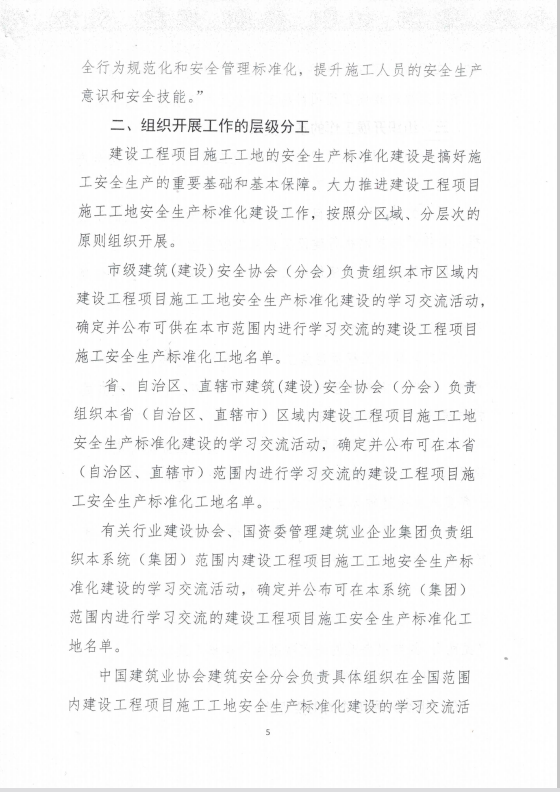 全行为规范化和安全管理标准化，提升施工人员的安全生产
意识和安全技能。”
二、组织开展工作的层级分工
建设工程项目施工工地的安全生产标准化建设是搞好施
工安全生产的重要基础和基本保障。大力推进建设工程项目
施工工地安全生产标准化建设工作，按照分区域、分层次的
原则组织开展。
市级建筑(建设)安全协会（分会）负责组织本市区域内
建设工程项目施工工地安全生产标准化建设的学习交流活动，
确定并公布可供在本市范围内进行学习交流的建设工程项目
施工安全生产标准化工地名单。
省、自治区、直辖市建筑(建设)安全协会（分会）负责
组织本省（自治区、直辖市）区域内建设工程项目施工工地
安全生产标准化建设的学习交流活动，确定并公布可在本省
（自治区、直辖市）范围内进行学习交流的建设工程项目施
工安全生产标准化工地名单。
有关行业建设协会、国资委管理建筑业企业集团负责组
织本系统（集团）范围内建设工程项目施工工地安全生产标
准化建设的学习交流活动，确定并公布可在本系统（集团）
范围内进行学习交流的建设工程项目施工安全生产标准化工
地名单。
中国建筑业协会建筑安全分会负责具体组织在全国范围
内建设工程项目施工工地安全生产标准化建设的学习交流活
5